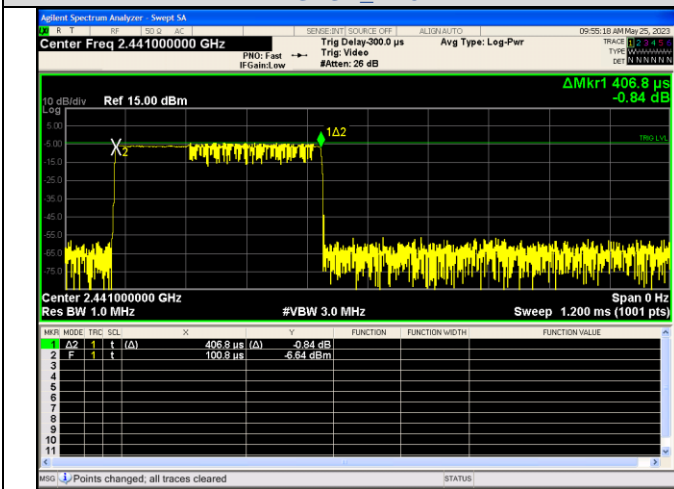 Agilent Spectrum Analyzer - Swept SA
R T RF 50 Ω AC SENSE:INT SOURCE OFF ALIGNAUTO 09:55:18 AM May 25, 2023
Center Freq 2.441000000 GHz
PNO: Fast
IFGain:Low
Trig Delay-300.0 µs
Trig: Video
#Atten: 26 dB
Avg Type: Log-Pwr
TRACE 1 2 3 4 5 6
TYPE W
DET N N N N N N
ΔMkr1 406.8 µs
-0.84 dB
10 dB/div Ref 15.00 dBm
Log
5.00
1Δ2
TRIG LVL
-5.00
X2
-15.0
-25.0
-35.0
-45.0
-55.0
-65.0
-75.0
Center 2.441000000 GHz Span 0 Hz
Res BW 1.0 MHz #VBW 3.0 MHz Sweep 1.200 ms (1001 pts)
MKR MODE TRC SCL X Y FUNCTION FUNCTION WIDTH FUNCTION VALUE
1 Δ2 1 t (Δ) 406.8 µs (Δ) -0.84 dB
2 F 1 t 100.8 µs -6.64 dBm
3
4
5
6
7
8
9
10
11
MSG Points changed; all traces cleared STATUS